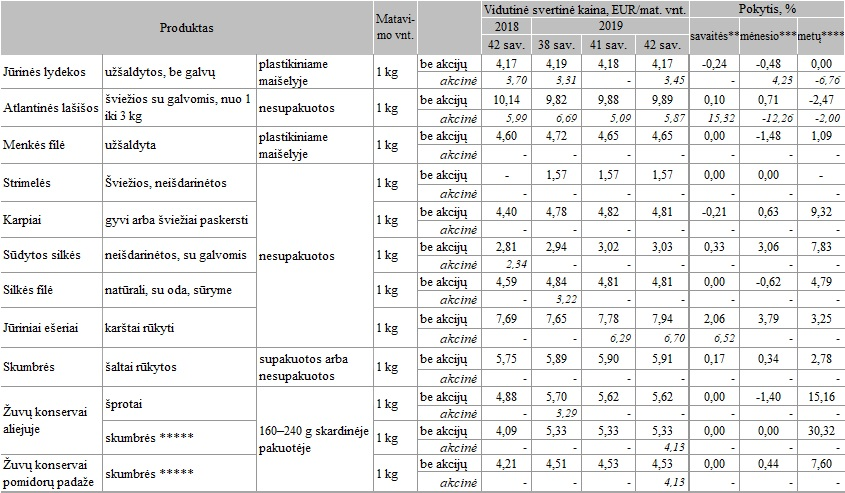 Produktas Matavi-mo vnt. Vidutinė svertinė kaina, EUR/mat. vnt. Pokytis, %
2018 2019 savaitės** mėnesio*** metų****
42 sav. 38 sav. 41 sav. 42 sav.
Jūrinės lydekos užšaldytos, be galvų plastikiniame maišelyje 1 kg be akcijų 4,17 4,19 4,18 4,17 -0,24 -0,48 0,00
akcinė 3,70 3,31 - 3,45 - 4,23 -6,76
Atlantinės lašišos šviežios su galvomis, nuo 1 iki 3 kg nesupakuotos 1 kg be akcijų 10,14 9,82 9,88 9,89 0,10 0,71 -2,47
akcinė 5,99 6,69 5,09 5,87 15,32 -12,26 -2,00
Menkės filė užšaldyta plastikiniame maišelyje 1 kg be akcijų 4,60 4,72 4,65 4,65 0,00 -1,48 1,09
akcinė - - - - - - -
Strimelės Šviežios, neišdarinėtos nesupakuotos 1 kg be akcijų - 1,57 1,57 1,57 0,00 0,00 -
akcinė - - - - - - -
Karpiai gyvi arba šviežiai paskersti 1 kg be akcijų 4,40 4,78 4,82 4,81 -0,21 0,63 9,32
akcinė - - - - - - -
Sūdytos silkės neišdarinėtos, su galvomis 1 kg be akcijų 2,81 2,94 3,02 3,03 0,33 3,06 7,83
akcinė 2,34 - - - - - -
Silkės filė natūrali, su oda, sūryme 1 kg be akcijų 4,59 4,84 4,81 4,81 0,00 -0,62 4,79
akcinė - 3,22 - - - - -
Jūriniai ešeriai karštai rūkyti 1 kg be akcijų 7,69 7,65 7,78 7,94 2,06 3,79 3,25
akcinė - - 6,29 6,70 6,52 - -
Skumbrės šaltai rūkytos supakuotos arba nesupakuotos 1 kg be akcijų 5,75 5,89 5,90 5,91 0,17 0,34 2,78
akcinė - - - - - - -
Žuvų konservai aliejuje šprotai 160–240 g skardinėje pakuotėje 1 kg be akcijų 4,88 5,70 5,62 5,62 0,00 -1,40 15,16
akcinė - 3,29 - - - - -
skumbrės ***** 1 kg be akcijų 4,09 5,33 5,33 5,33 0,00 0,00 30,32
akcinė - - - 4,13 - - -
Žuvų konservai pomidorų padaže skumbrės ***** 1 kg be akcijų 4,21 4,51 4,53 4,53 0,00 0,44 7,60
akcinė - - - 4,13 - - -